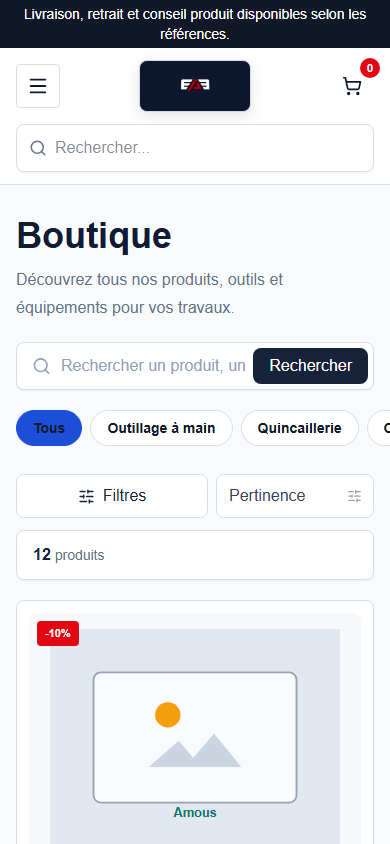 Livraison, retrait et conseil produit disponibles selon les
références.
0
Rechercher...
Boutique
Découvrez tous nos produits, outils et
équipements pour vos travaux.
Rechercher un produit, un
Rechercher
Tous
Outillage à main
Quincaillerie
Filtres
Pertinence
12 produits
-10%
Amous